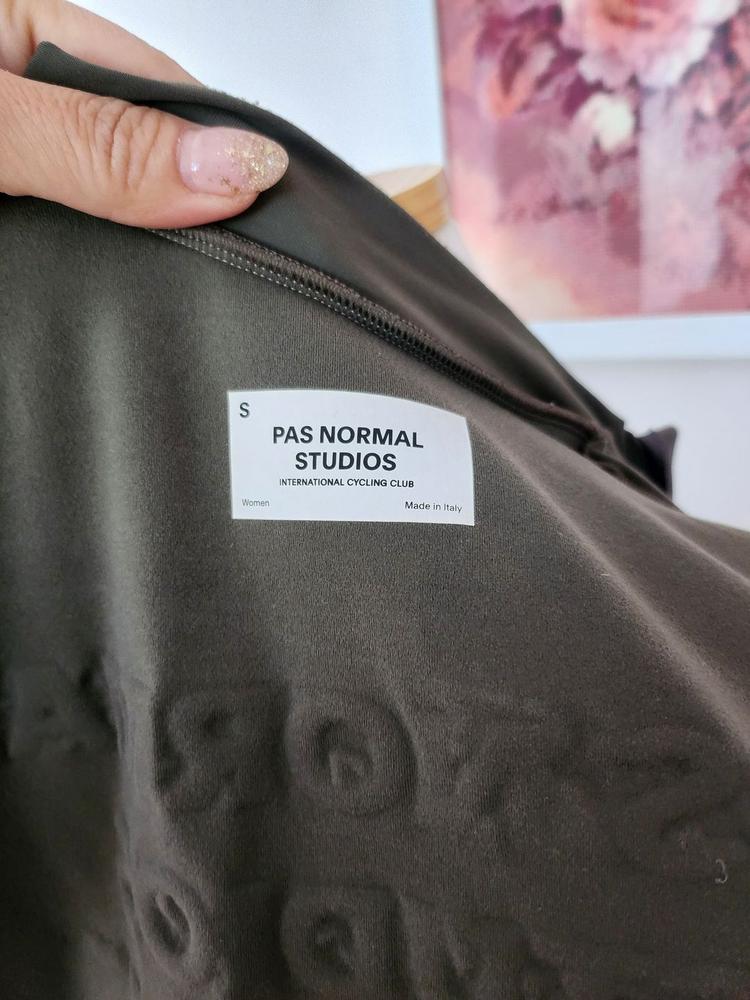 S
PAS NORMAL
STUDIOS
INTERNATIONAL CYCLING CLUB
Women Made in Italy